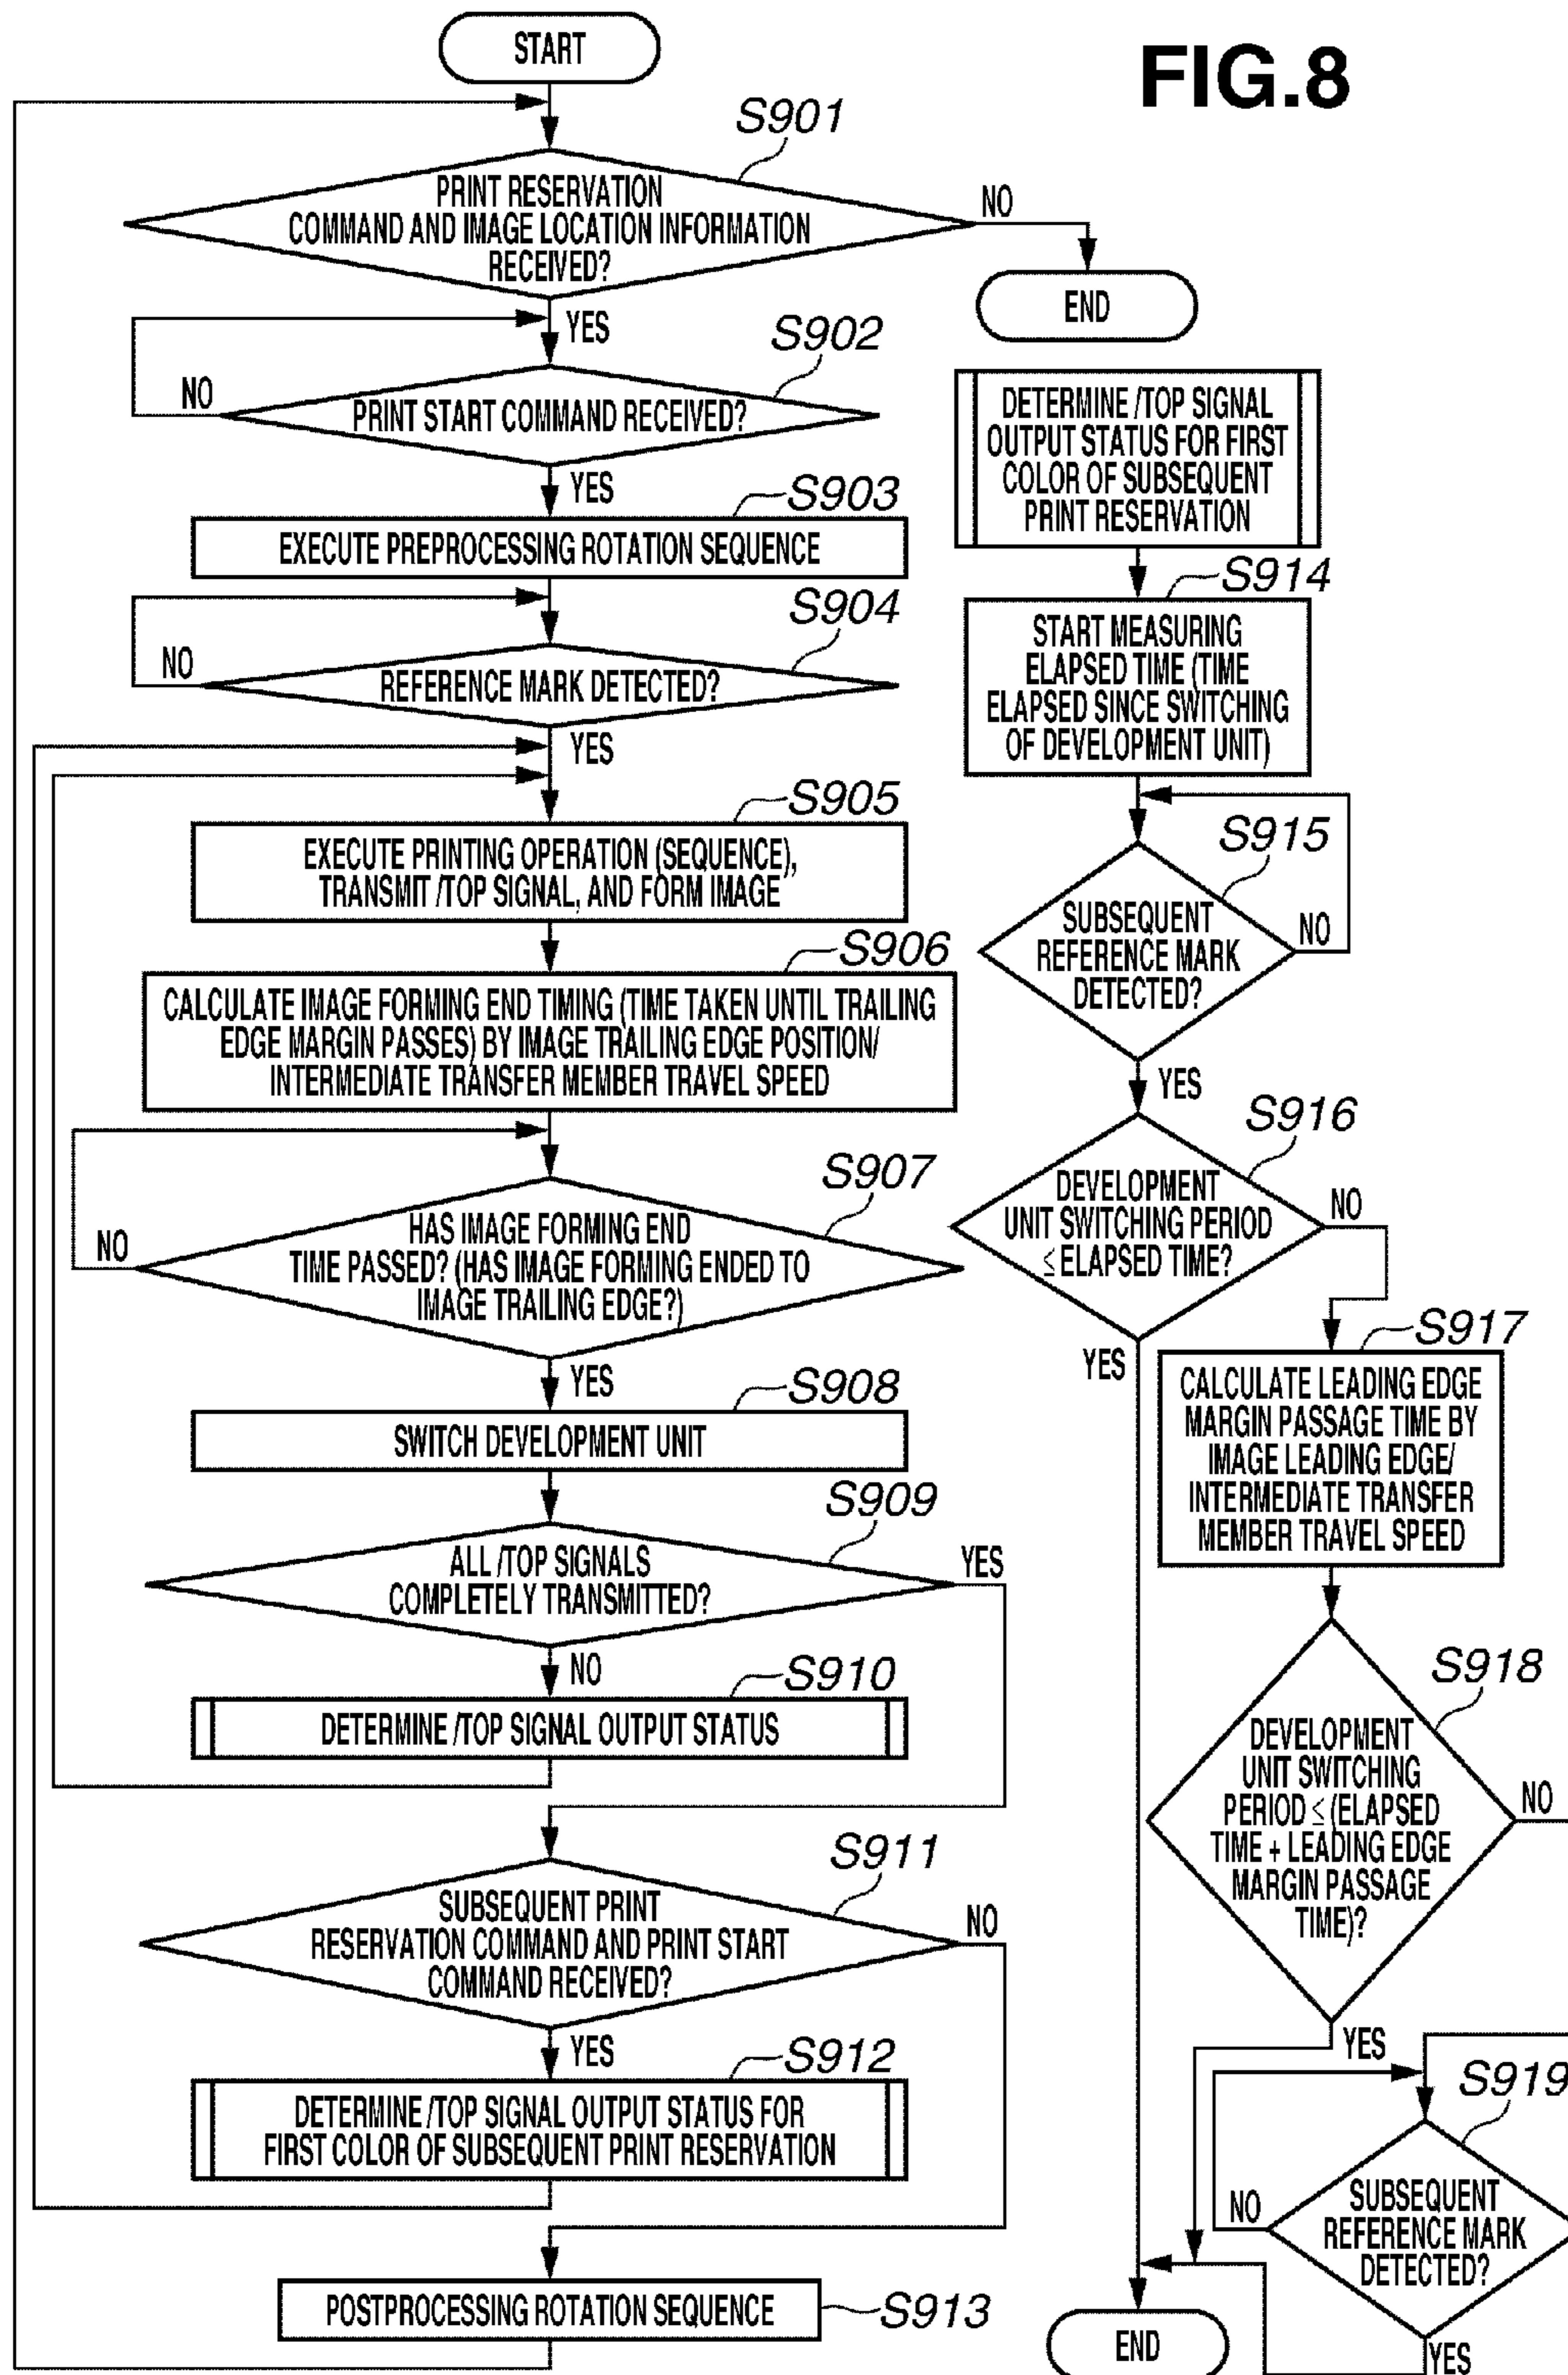 FIG.8
START
S901
PRINT RESERVATION
COMMAND AND IMAGE LOCATION INFORMATION
RECEIVED?
NO
END
YES
S902
PRINT START COMMAND RECEIVED?
NO
YES
S903
EXECUTE PREPROCESSING ROTATION SEQUENCE
S904
REFERENCE MARK DETECTED?
NO
YES
S905
EXECUTE PRINTING OPERATION (SEQUENCE),
TRANSMIT /TOP SIGNAL, AND FORM IMAGE
S906
CALCULATE IMAGE FORMING END TIMING (TIME TAKEN UNTIL TRAILING
EDGE MARGIN PASSES) BY IMAGE TRAILING EDGE POSITION/
INTERMEDIATE TRANSFER MEMBER TRAVEL SPEED
S907
HAS IMAGE FORMING END
TIME PASSED? (HAS IMAGE FORMING ENDED TO
IMAGE TRAILING EDGE?)
NO
YES
S908
SWITCH DEVELOPMENT UNIT
S909
ALL /TOP SIGNALS
COMPLETELY TRANSMITTED?
YES
NO
S910
DETERMINE /TOP SIGNAL OUTPUT STATUS
S911
SUBSEQUENT PRINT
RESERVATION COMMAND AND PRINT START
COMMAND RECEIVED?
NO
YES
S912
DETERMINE /TOP SIGNAL OUTPUT STATUS FOR
FIRST COLOR OF SUBSEQUENT PRINT RESERVATION
POSTPROCESSING ROTATION SEQUENCE
S913
DETERMINE /TOP SIGNAL
OUTPUT STATUS FOR FIRST
COLOR OF SUBSEQUENT
PRINT RESERVATION
S914
START MEASURING
ELAPSED TIME (TIME
ELAPSED SINCE SWITCHING
OF DEVELOPMENT UNIT)
S915
SUBSEQUENT
REFERENCE MARK
DETECTED?
NO
YES
S916
DEVELOPMENT
UNIT SWITCHING PERIOD
≤ ELAPSED TIME?
NO
YES
S917
CALCULATE LEADING EDGE
MARGIN PASSAGE TIME BY
IMAGE LEADING EDGE/
INTERMEDIATE TRANSFER
MEMBER TRAVEL SPEED
S918
DEVELOPMENT
UNIT SWITCHING
PERIOD ≤ (ELAPSED
TIME + LEADING EDGE
MARGIN PASSAGE
TIME)?
NO
YES
S919
SUBSEQUENT
REFERENCE MARK
DETECTED?
NO
YES
END